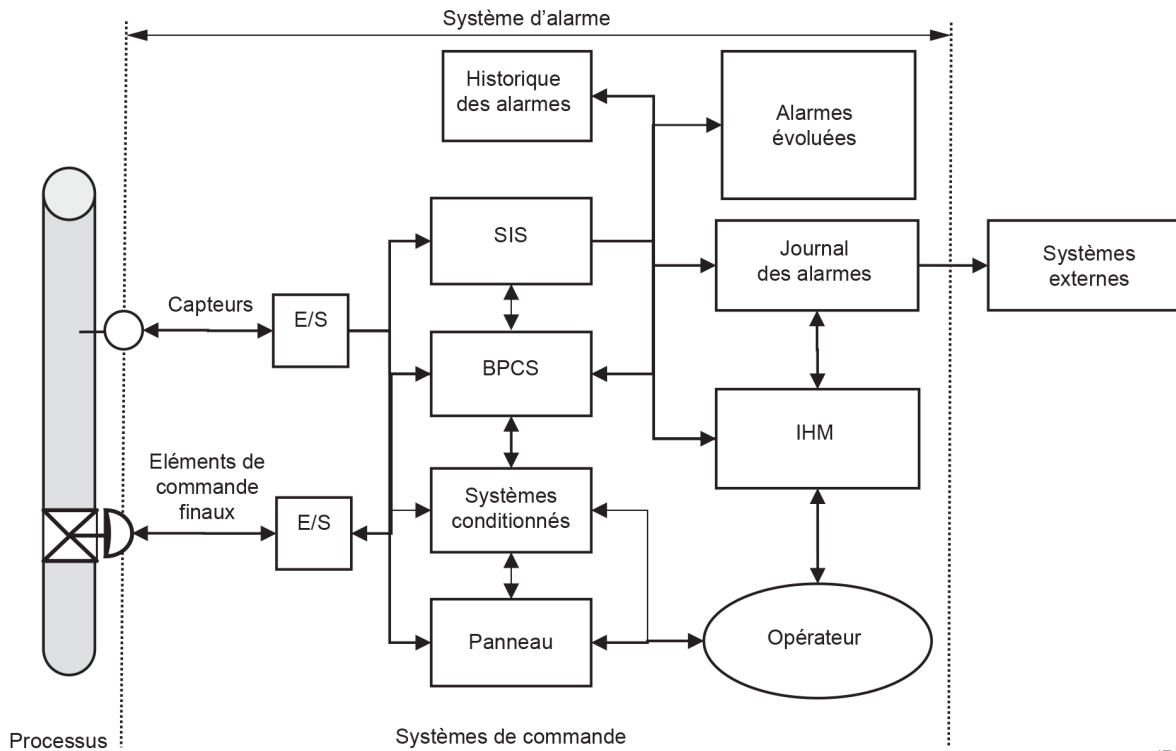 Système d'alarme
Historique
des alarmes
Alarmes
évoluées
SIS
Journal
des alarmes
Systèmes
externes
Capteurs
E/S
BPCS
IHM
Eléments de
commande
finaux
E/S
Systèmes
conditionnés
Panneau
Opérateur
Processus
Systèmes de commande